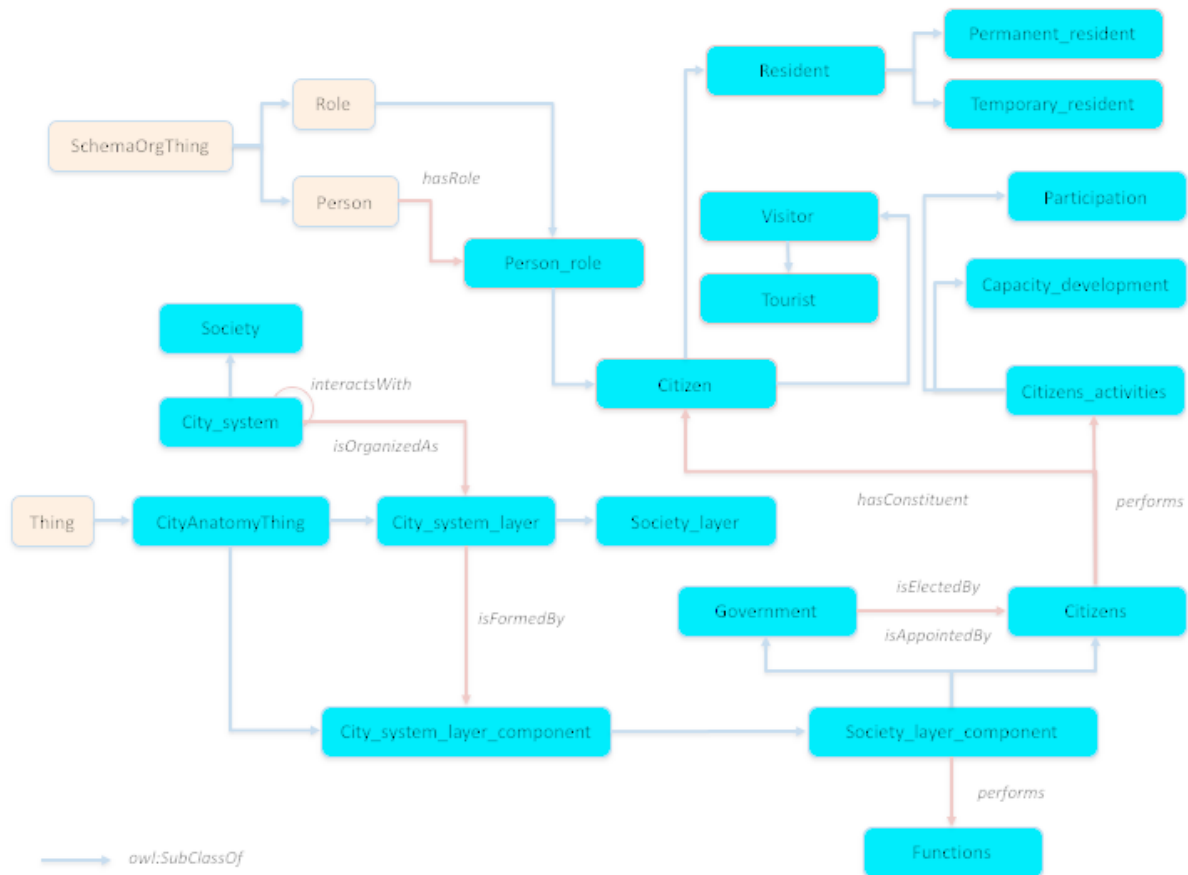 Permanent_resident
Resident
Role
Temporary_resident
SchemaOrgThing
hasRole
Person
Participation
Visitor
Person_role
Capacity_development
Tourist
Society
interactsWith
Citizen
Citizens_activities
City_system
isOrganizedAs
hasConstituent
performs
Thing
CityAnatomyThing
City_system_layer
Society_layer
isElectedBy
Government
Citizens
isFormedBy
isAppointedBy
City_system_layer_component
Society_layer_component
performs
Functions
owl:SubClassOf